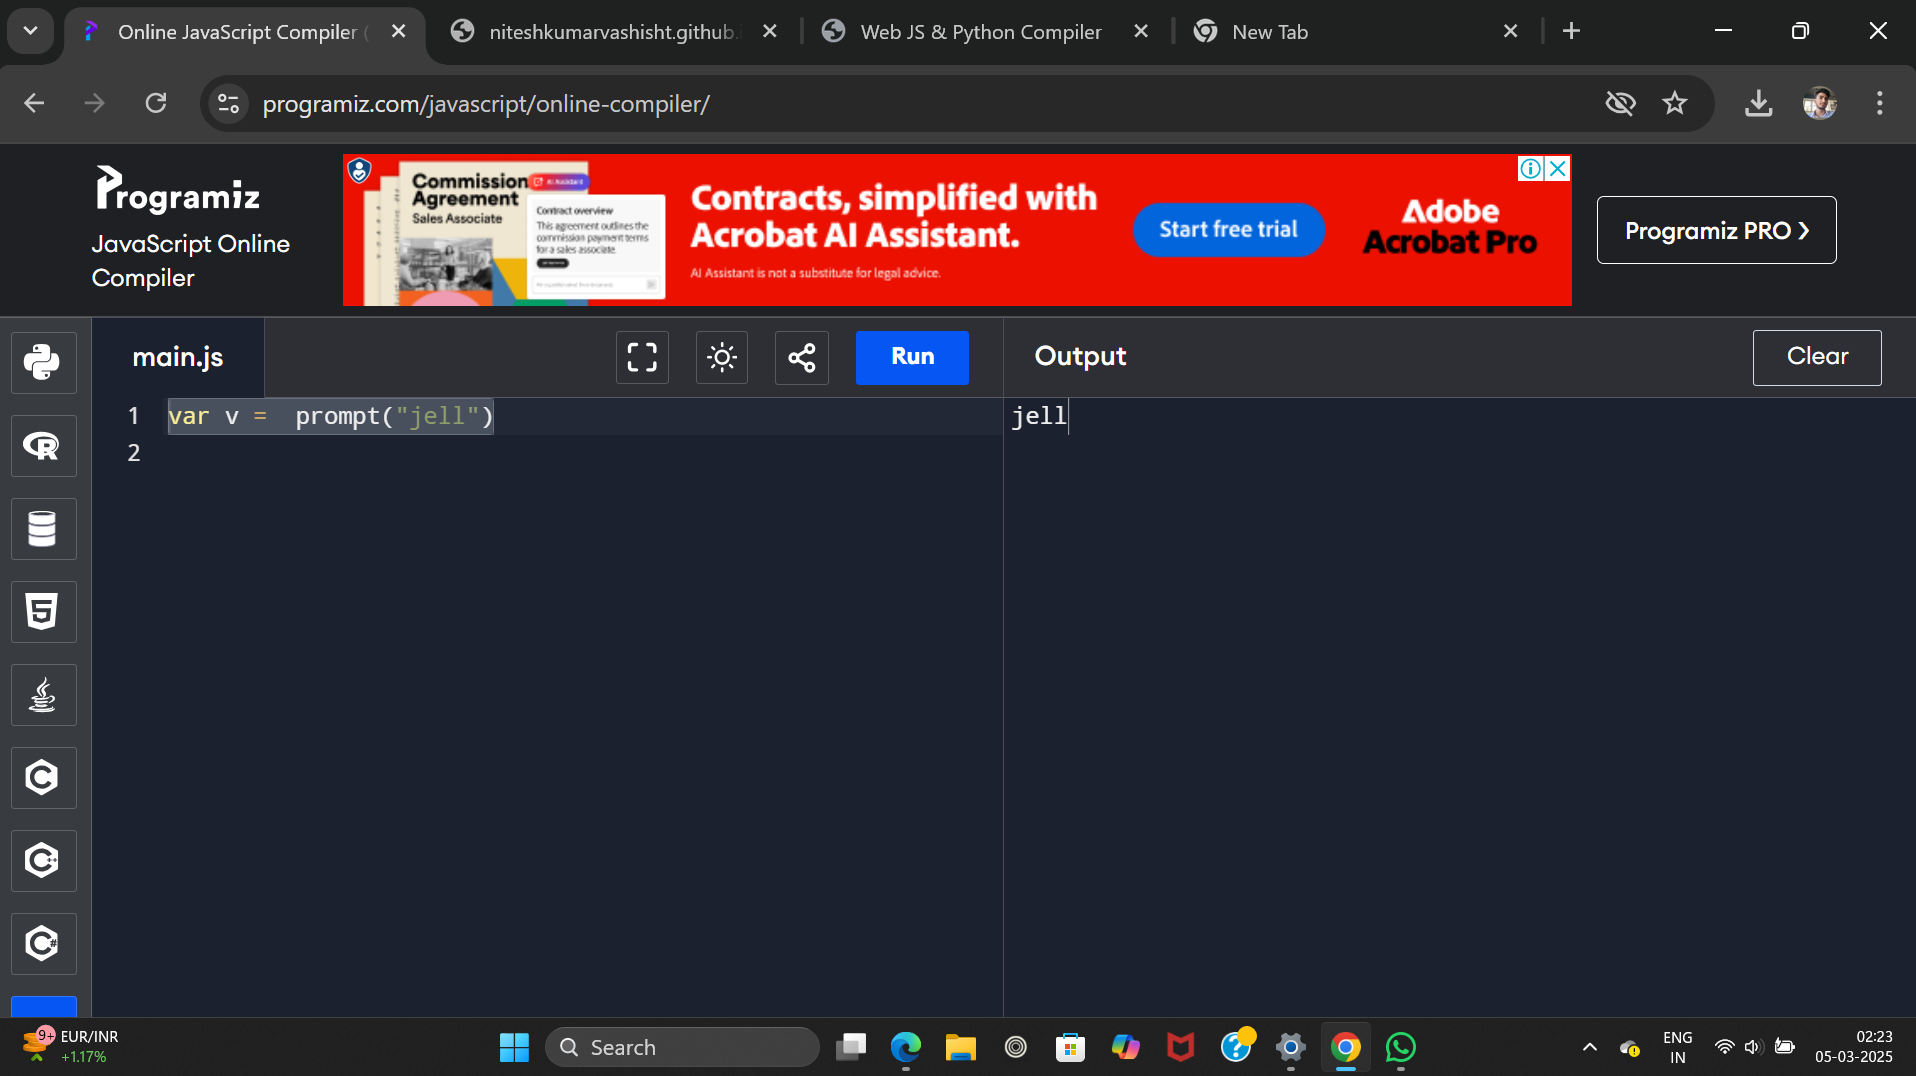 Online JavaScript Compiler (
niteshkumarvashisht.github.i
Web JS & Python Compiler
New Tab
programiz.com/javascript/online-compiler/
Programiz
JavaScript Online
Compiler
Commission
Agreement
Sales Associate
AI Assistant
Contract overview
This agreement outlines the
commission payment terms
for a sales associate.
Contracts, simplified with
Acrobat AI Assistant.
AI Assistant is not a substitute for legal advice.
Start free trial
Adobe
Acrobat Pro
Programiz PRO ❯
main.js
Run
Output
Clear
1 var v =  prompt("jell")
2
jell
9+
EUR/INR
+1.17%
Search
ENG
IN
02:23
05-03-2025